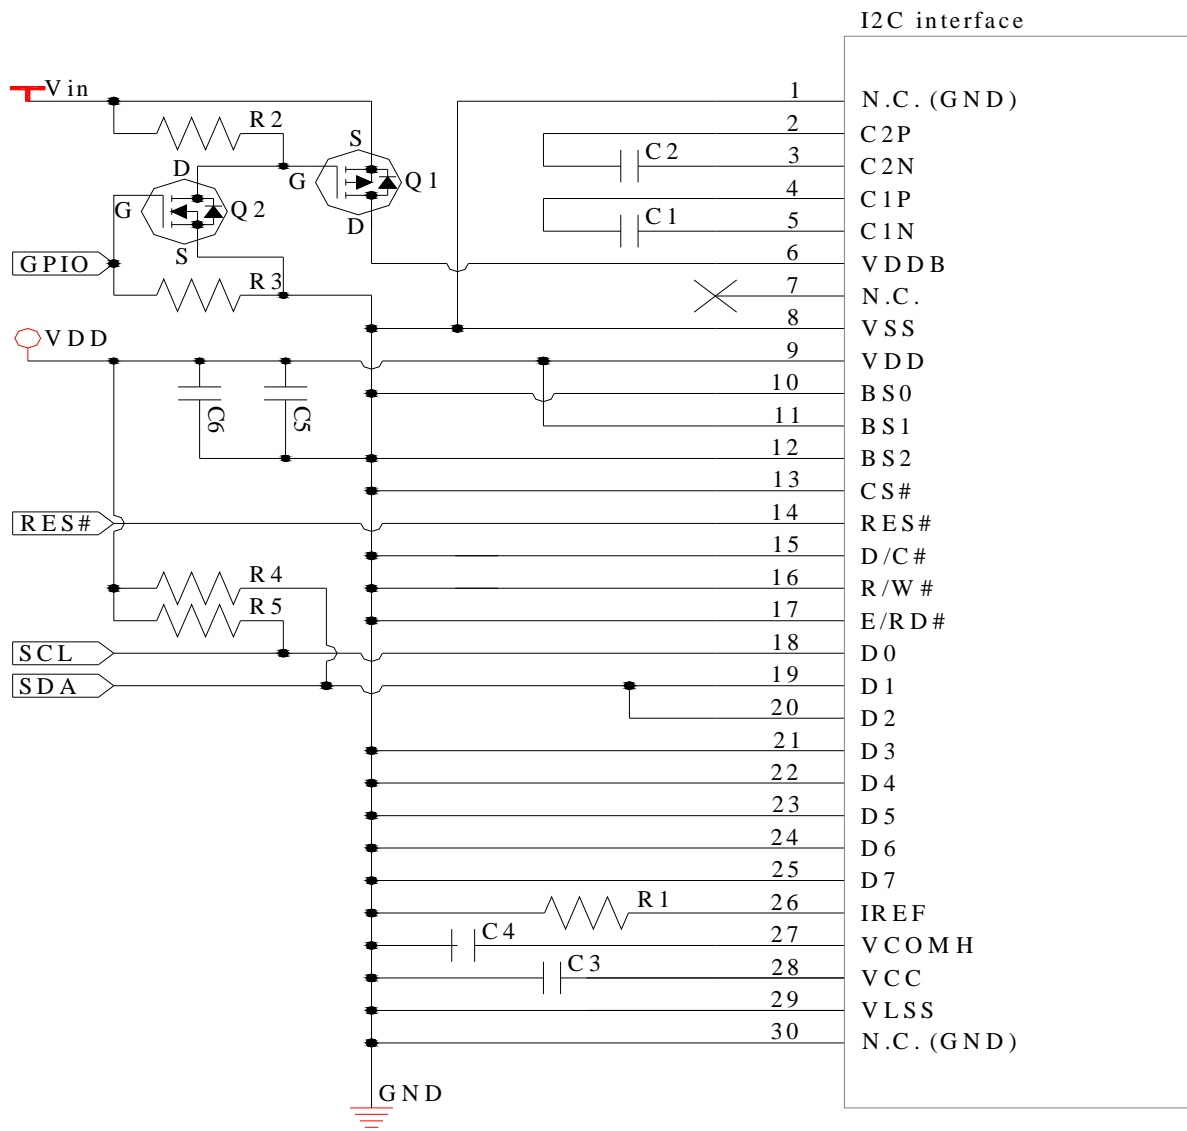 I2C interface
Vin
1
N.C. (GND)
R2
2
C2P
S
D
C2
3
C2N
G
Q1
4
C1P
G
Q2
C1
5
C1N
D
S
GPIO
6
VDDB
R3
7
N.C.
8
VSS
VDD
9
VDD
10
BS0
C6
C5
11
BS1
12
BS2
13
CS#
RES#
14
RES#
15
D/C#
R4
16
R/W#
R5
17
E/RD#
SCL
18
D0
SDA
19
D1
20
D2
21
D3
22
D4
23
D5
24
D6
25
D7
R1
26
IREF
C4
27
VCOMH
C3
28
VCC
29
VLSS
30
N.C. (GND)
GND